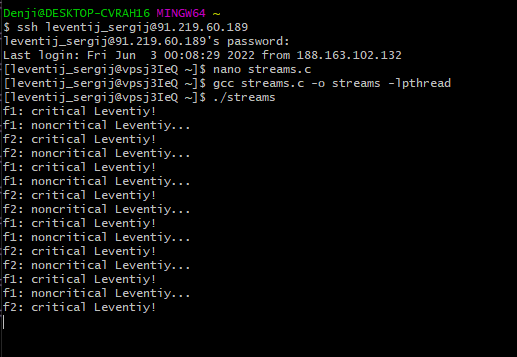 Denji@DESKTOP-CVRAH16 MINGW64 ~
$ ssh leventij_sergij@91.219.60.189
leventij_sergij@91.219.60.189's password:
Last login: Fri Jun  3 00:08:29 2022 from 188.163.102.132
[leventij_sergij@vpsj3IeQ ~]$ nano streams.c
[leventij_sergij@vpsj3IeQ ~]$ gcc streams.c -o streams -lpthread
[leventij_sergij@vpsj3IeQ ~]$ ./streams
f1: critical Leventiy!
f1: noncritical Leventiy...
f2: critical Leventiy!
f2: noncritical Leventiy...
f1: critical Leventiy!
f1: noncritical Leventiy...
f2: critical Leventiy!
f2: noncritical Leventiy...
f1: critical Leventiy!
f1: noncritical Leventiy...
f2: critical Leventiy!
f2: noncritical Leventiy...
f1: critical Leventiy!
f1: noncritical Leventiy...
f2: critical Leventiy!